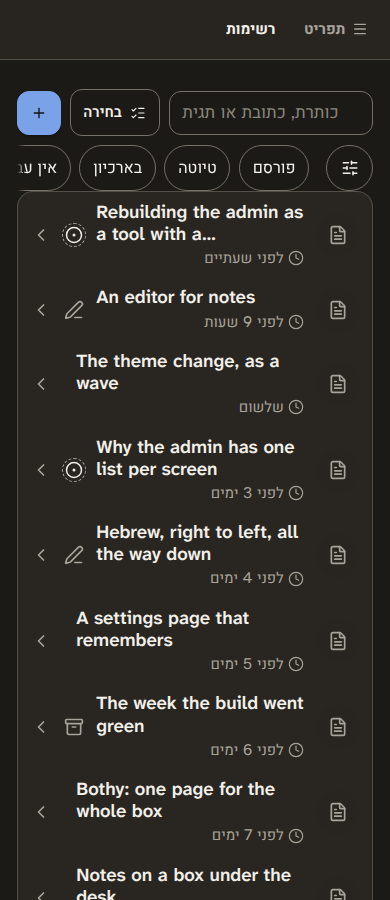 תפריט
רשימות
כותרת, כתובת או תגית
בחירה
פורסם
טיוטה
בארכיון
אין
Rebuilding the admin as
a tool with a...
לפני שעתיים
An editor for notes
לפני 9 שעות
The theme change, as a
wave
שלשום
Why the admin has one
list per screen
לפני 3 ימים
Hebrew, right to left, all
the way down
לפני 4 ימים
A settings page that
remembers
לפני 5 ימים
The week the build went
green
לפני 6 ימים
Bothy: one page for the
whole box
לפני 7 ימים
Notes on a box under the
desk